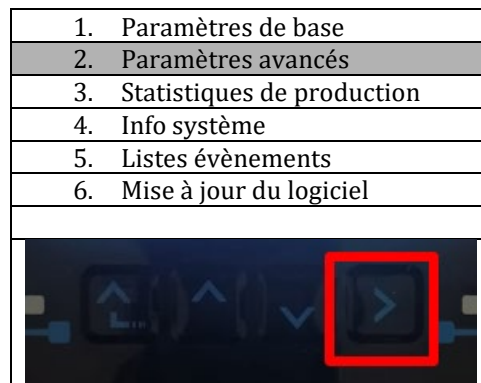 1. Paramètres de base
2. Paramètres avancés
3. Statistiques de production
4. Info système
5. Listes évènements
6. Mise à jour du logiciel